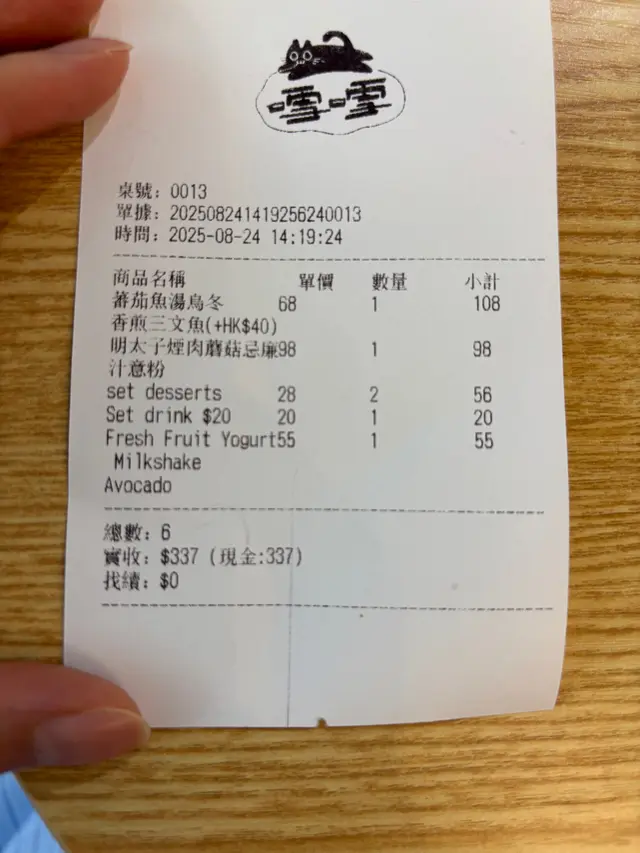 雪雪
桌號: 0013
單據: 202508241419256240013
時間: 2025-08-24 14:19:24
商品名稱 單價 數量 小計
蕃茄魚湯烏冬 68 1 108
香煎三文魚(+HK$40)
明太子煙肉蘑菇忌廉98 1 98
汁意粉
set desserts 28 2 56
Set drink $20 20 1 20
Fresh Fruit Yogurt55 1 55
Milkshake
Avocado
總數: 6
實收: $337 (現金:337)
找續: $0